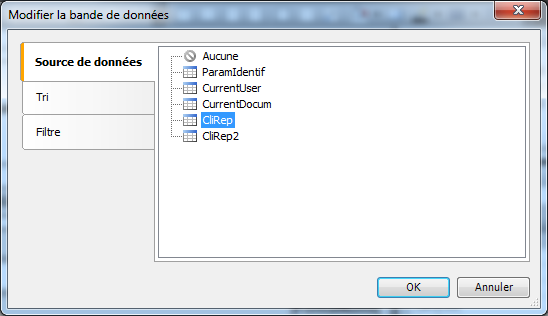 Modifier la bande de données
Source de données
Tri
Filtre
Aucune
ParamIdentif
CurrentUser
CurrentDocum
CliRep
CliRep2
OK
Annuler